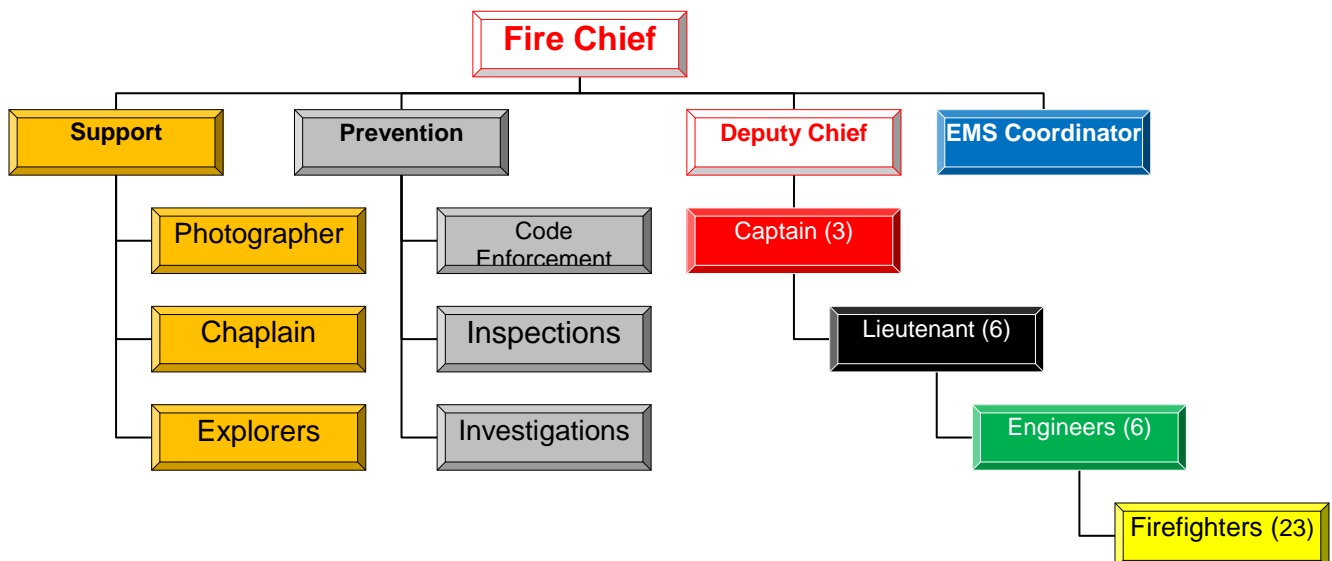 Fire Chief
Support
Prevention
Deputy Chief
EMS Coordinator
Photographer
Code
Enforcement
Captain (3)
Chaplain
Inspections
Lieutenant (6)
Explorers
Investigations
Engineers (6)
Firefighters (23)